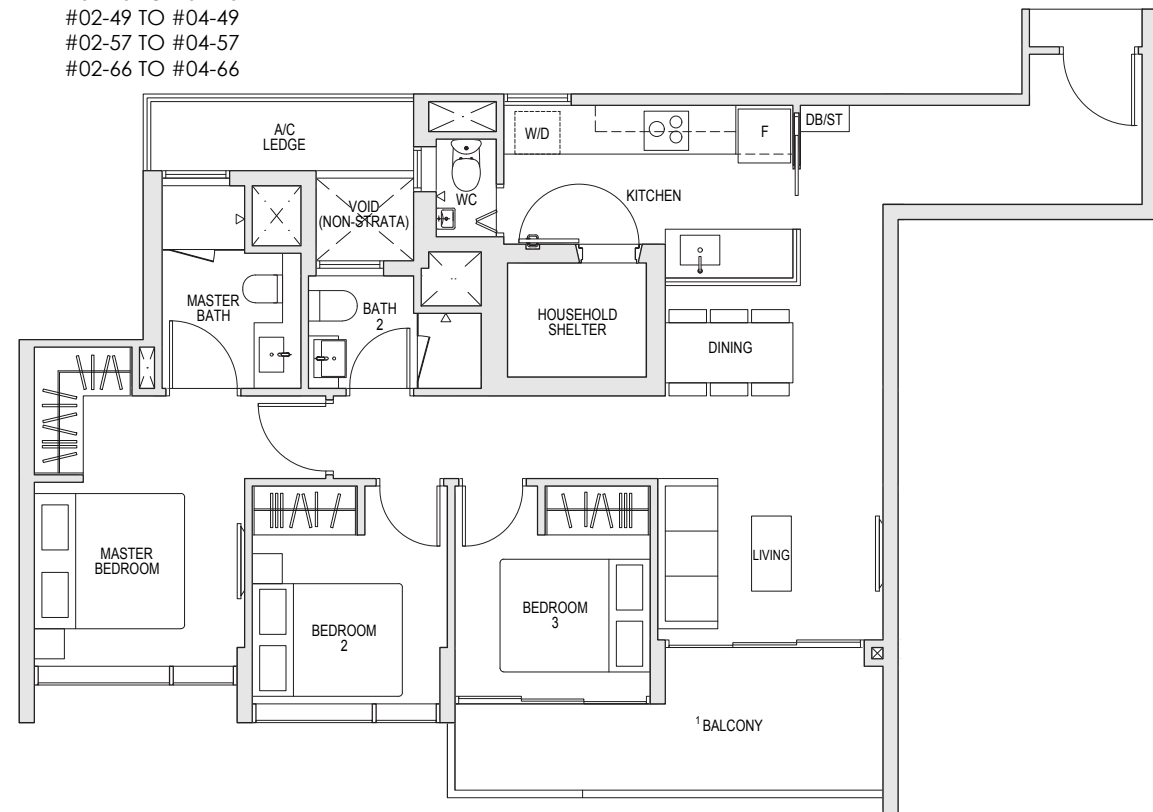 #02-49 TO #04-49
#02-57 TO #04-57
#02-66 TO #04-66
A/C
LEDGE
W/D
F
DB/ST
VOID
(NON-STRATA)
WC
KITCHEN
MASTER
BATH
BATH
2
HOUSEHOLD
SHELTER
DINING
MASTER
BEDROOM
BEDROOM
2
BEDROOM
3
LIVING
1 BALCONY